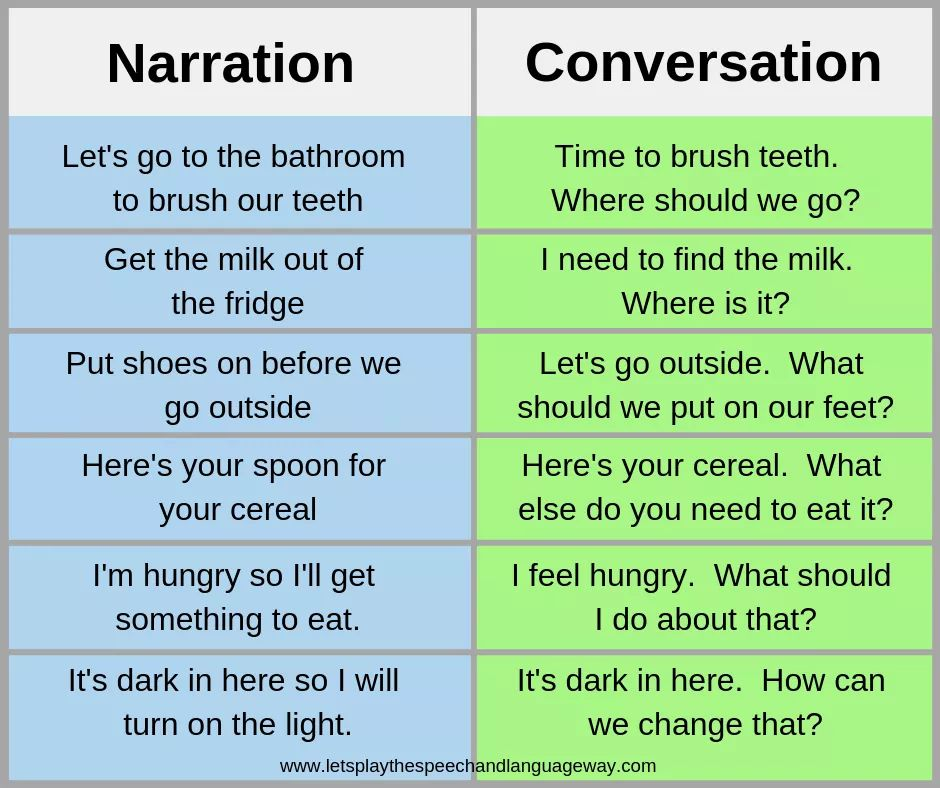 Narration
Conversation
Let's go to the bathroom
to brush our teeth
Time to brush teeth.
Where should we go?
Get the milk out of
the fridge
I need to find the milk.
Where is it?
Put shoes on before we
go outside
Let's go outside.  What
should we put on our feet?
Here's your spoon for
your cereal
Here's your cereal.  What
else do you need to eat it?
I'm hungry so I'll get
something to eat.
I feel hungry.  What should
I do about that?
It's dark in here so I will
turn on the light.
It's dark in here.  How can
we change that?
www.letsplaythespeechandlanguageway.com